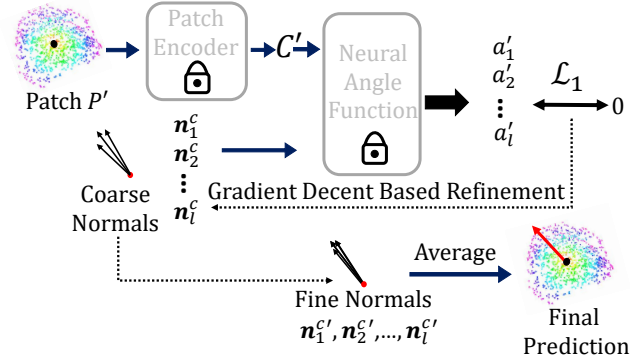 Patch
Encoder
C′
Neural
Angle
Function
a′₁
a′₂
⋮
a′ₗ
ℒ₁
0
Patch P′
n₁ᶜ
n₂ᶜ
⋮
nₗᶜ
Coarse
Normals
Gradient Decent Based Refinement
Average
Fine Normals
n₁ᶜ′, n₂ᶜ′,..., nₗᶜ′
Final
Prediction